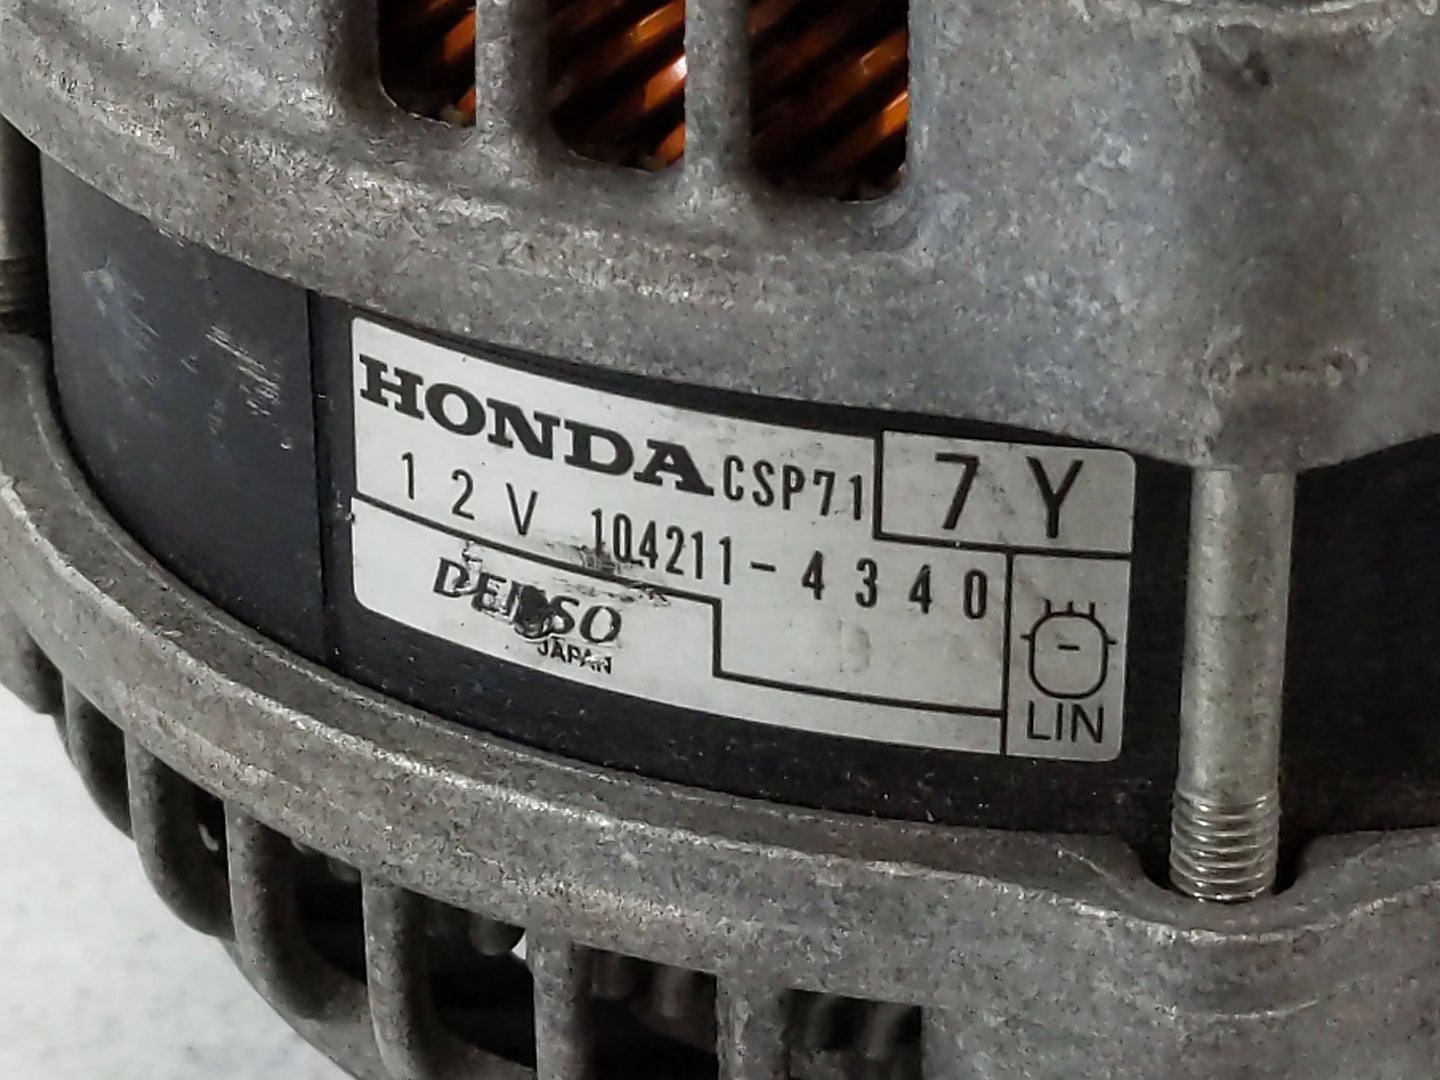 HONDA CSP71 7Y
12V 104211-4340
DENSO
JAPAN
LIN